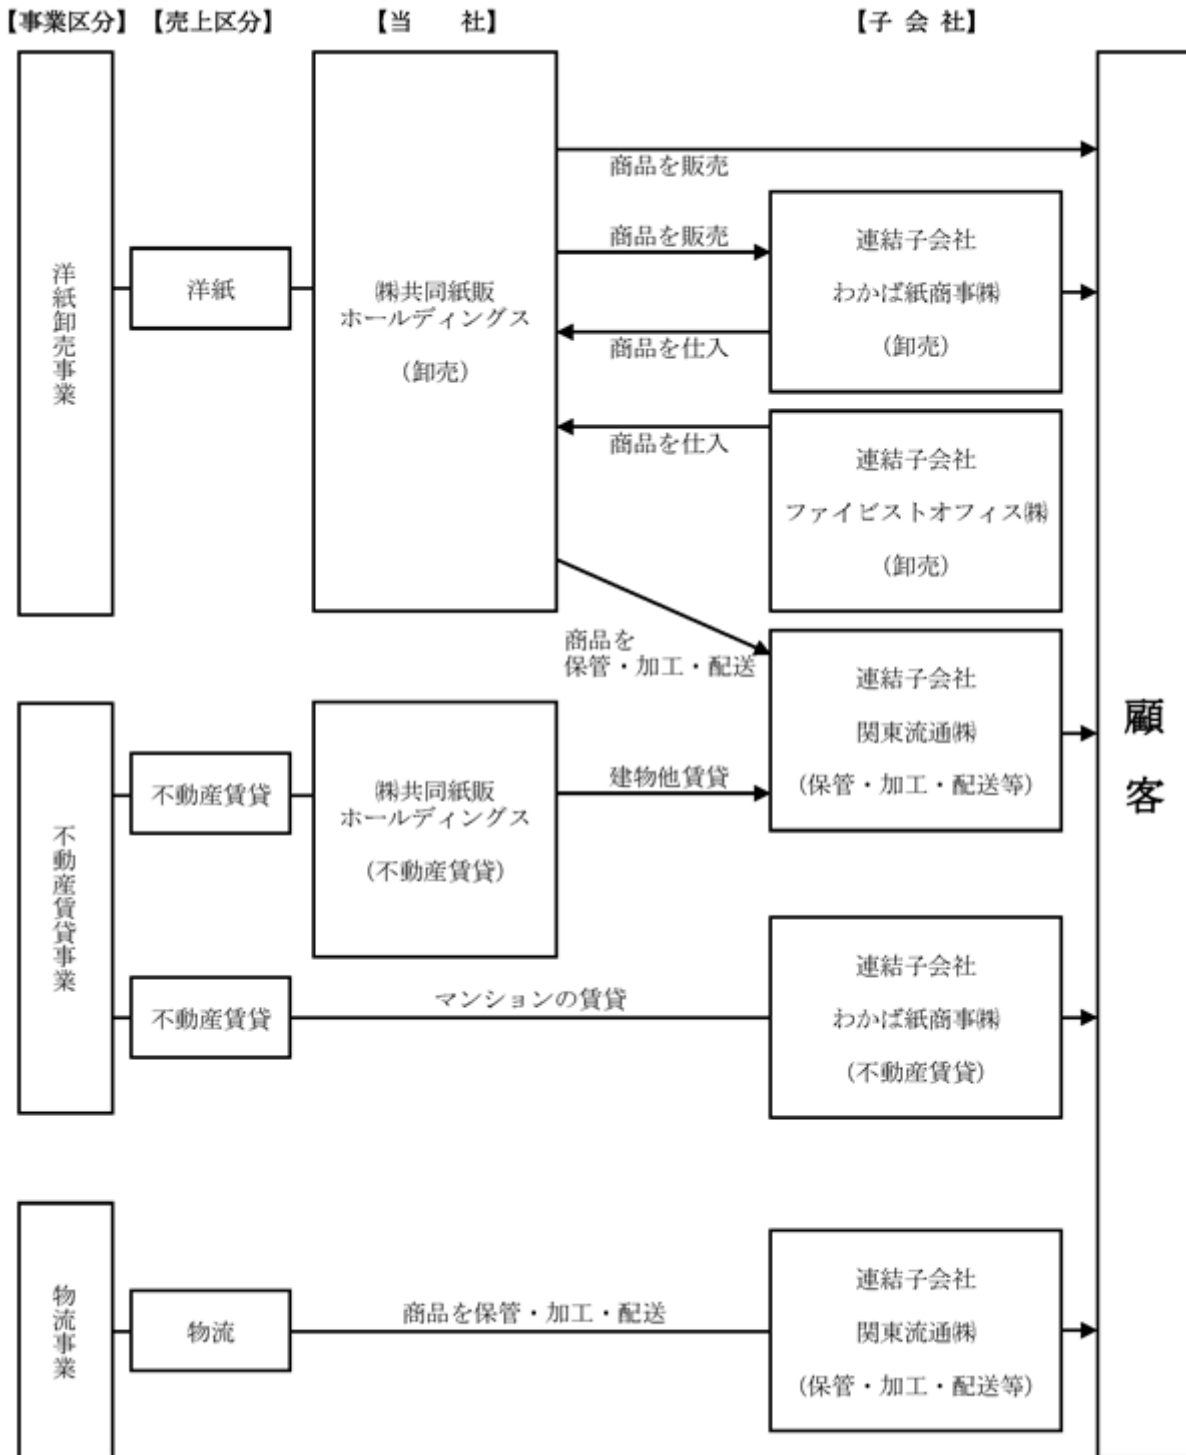 【事業区分】 【売上区分】 【当　　社】 【子 会 社】
洋紙卸売事業
洋紙
㈱共同紙販
ホールディングス
（卸売）
商品を販売
商品を販売
商品を仕入
商品を仕入
商品を
保管・加工・配送
連結子会社
わかば紙商事㈱
（卸売）
連結子会社
ファイビストオフィス㈱
（卸売）
連結子会社
関東流通㈱
（保管・加工・配送等）
不動産賃貸事業
不動産賃貸
㈱共同紙販
ホールディングス
（不動産賃貸）
建物他賃貸
不動産賃貸
マンションの賃貸
連結子会社
わかば紙商事㈱
（不動産賃貸）
物流事業
物流
商品を保管・加工・配送
連結子会社
関東流通㈱
（保管・加工・配送等）
顧客